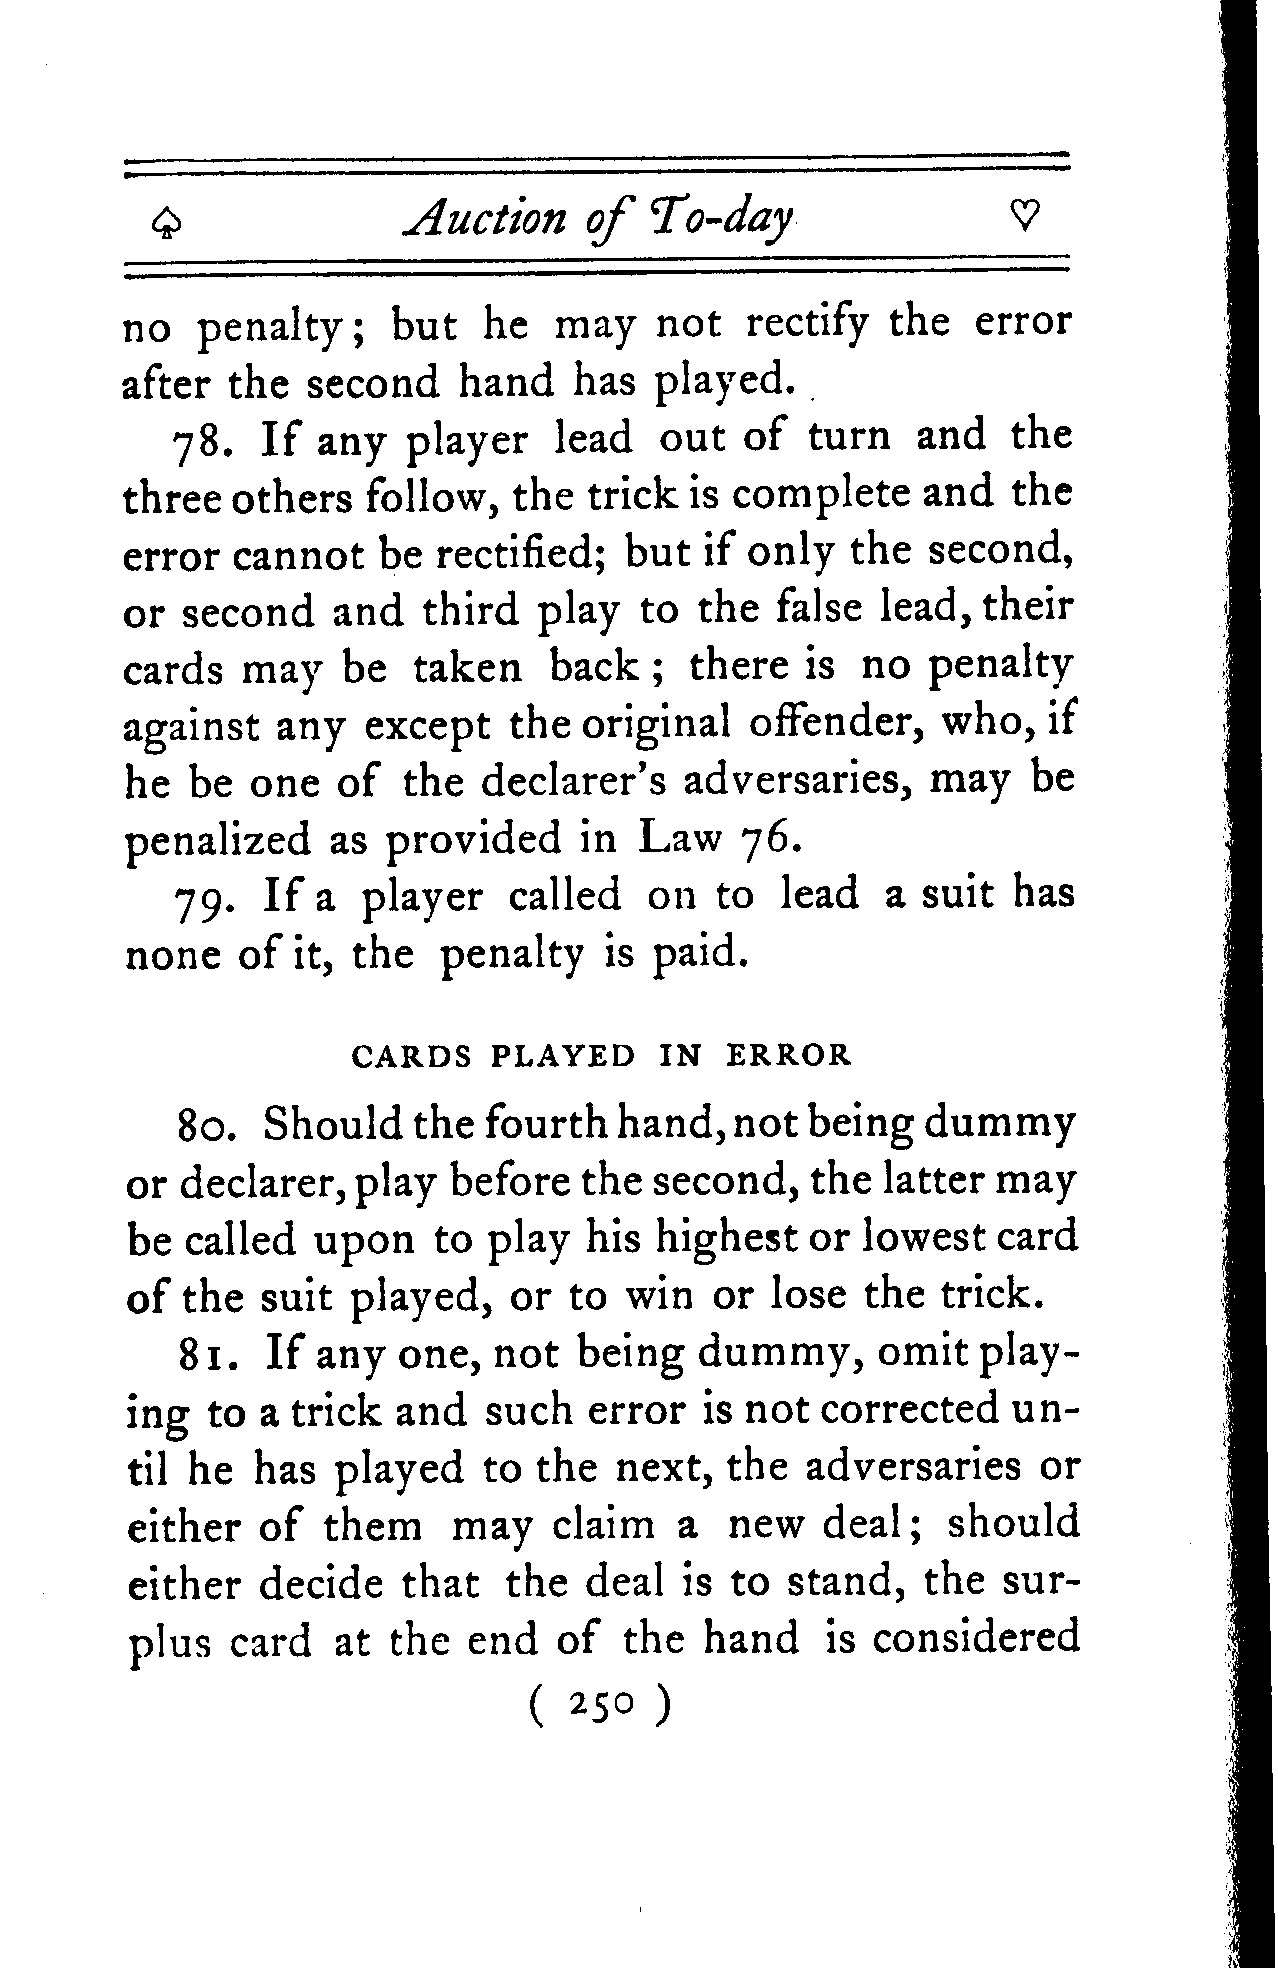 ♤ Auction of To-day ♡
no penalty; but he may not rectify the error
after the second hand has played.
78. If any player lead out of turn and the
three others follow, the trick is complete and the
error cannot be rectified; but if only the second,
or second and third play to the false lead, their
cards may be taken back; there is no penalty
against any except the original offender, who, if
he be one of the declarer's adversaries, may be
penalized as provided in Law 76.
79. If a player called on to lead a suit has
none of it, the penalty is paid.
CARDS PLAYED IN ERROR
80. Should the fourth hand, not being dummy
or declarer, play before the second, the latter may
be called upon to play his highest or lowest card
of the suit played, or to win or lose the trick.
81. If any one, not being dummy, omit play-
ing to a trick and such error is not corrected un-
til he has played to the next, the adversaries or
either of them may claim a new deal; should
either decide that the deal is to stand, the sur-
plus card at the end of the hand is considered
( 250 )